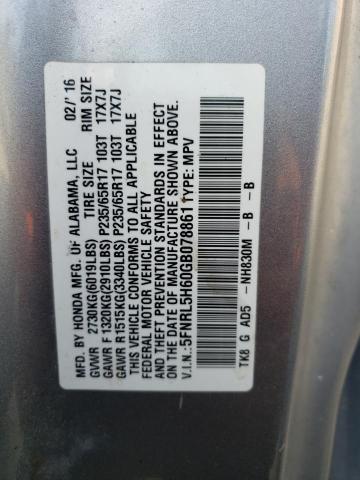 MFD. BY HONDA MFG. OF ALABAMA, LLC 02/'16
TIRE SIZE RIM SIZE
GVWR 2730KG(6019LBS)
GAWR F 1320KG(2910LBS) P235/65R17 103T 17X7J
GAWR R 1515KG(3340LBS) P235/65R17 103T 17X7J
THIS VEHICLE CONFORMS TO ALL APPLICABLE
FEDERAL MOTOR VEHICLE SAFETY
AND THEFT PREVENTION STANDARDS IN EFFECT
ON THE DATE OF MANUFACTURE SHOWN ABOVE.
V.I.N.:5FNRL5H60GB078861 TYPE: MPV
TK8 G AD5 -NH830M -B -B